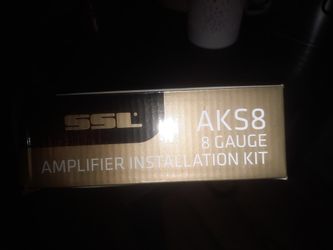 SSL
AKS8
8 GAUGE
AMPLIFIER INSTALLATION KIT